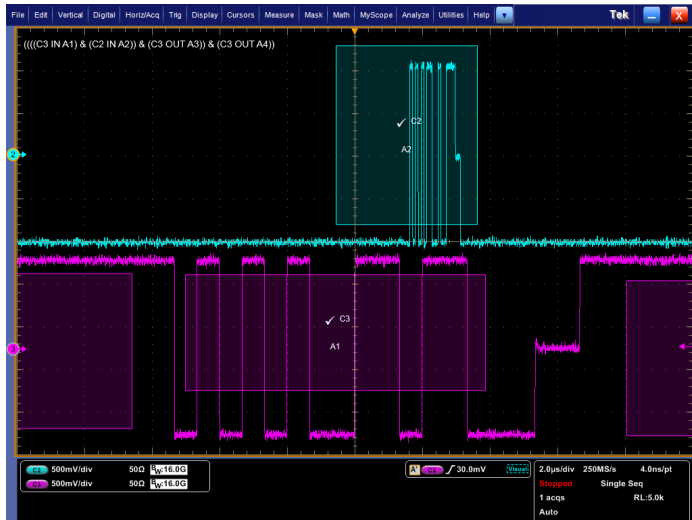 File Edit Vertical Digital Horiz/Acq Trig Display Cursors Measure Mask Math MyScope Analyze Utilities Help Tek X
((((C3 IN A1) & (C2 IN A2)) & (C3 OUT A3)) & (C3 OUT A4))
C2
A2
2
C3
A1
3
C2 500mV/div 50Ω BW:16.0G
C3 500mV/div 50Ω BW:16.0G
A' C3 30.0mV Visual
2.0µs/div 250MS/s 4.0ns/pt
Stopped Single Seq
1 acqs RL:5.0k
Auto